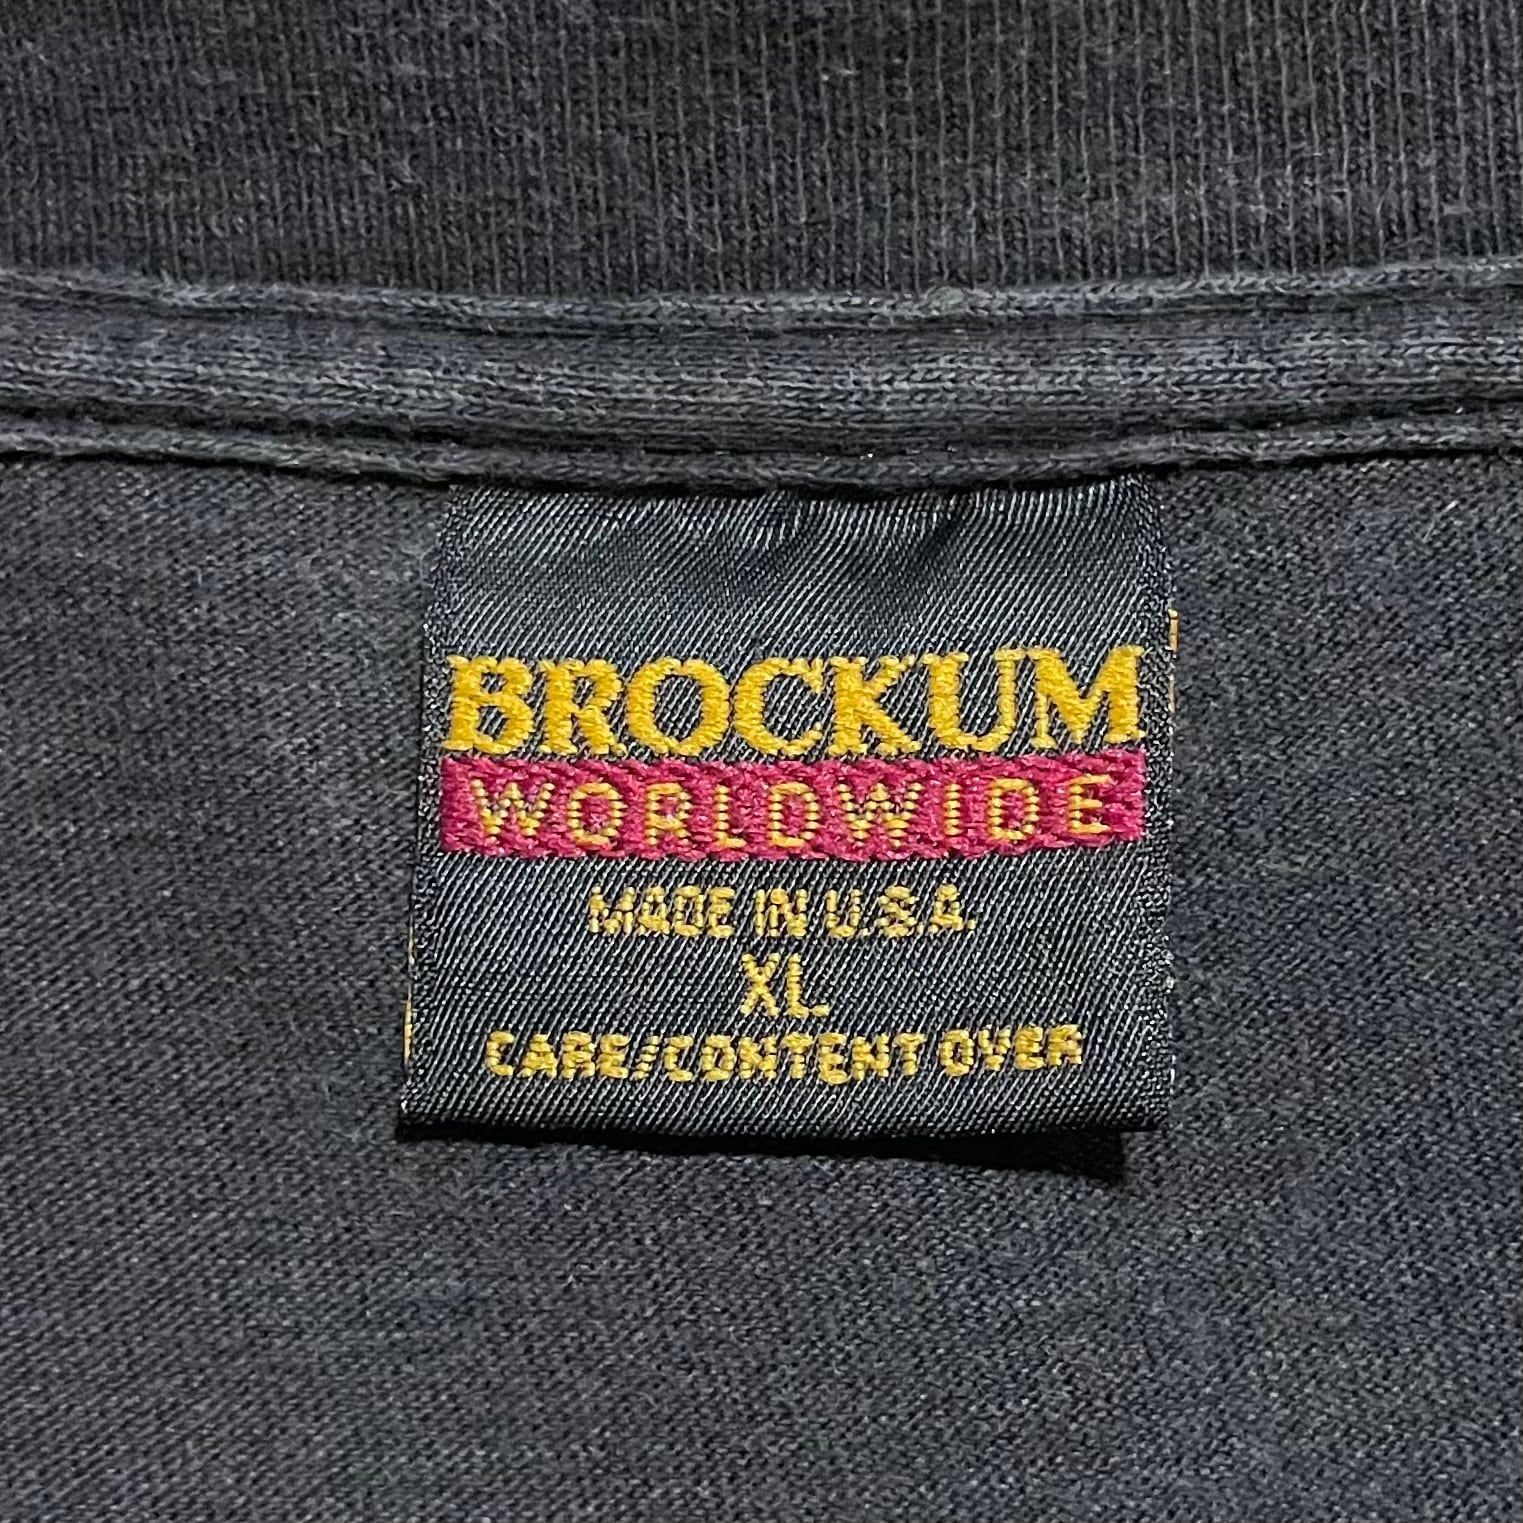 BROCKUM
WORLDWIDE
MADE IN U.S.A.
XL
CARE/CONTENT OVER